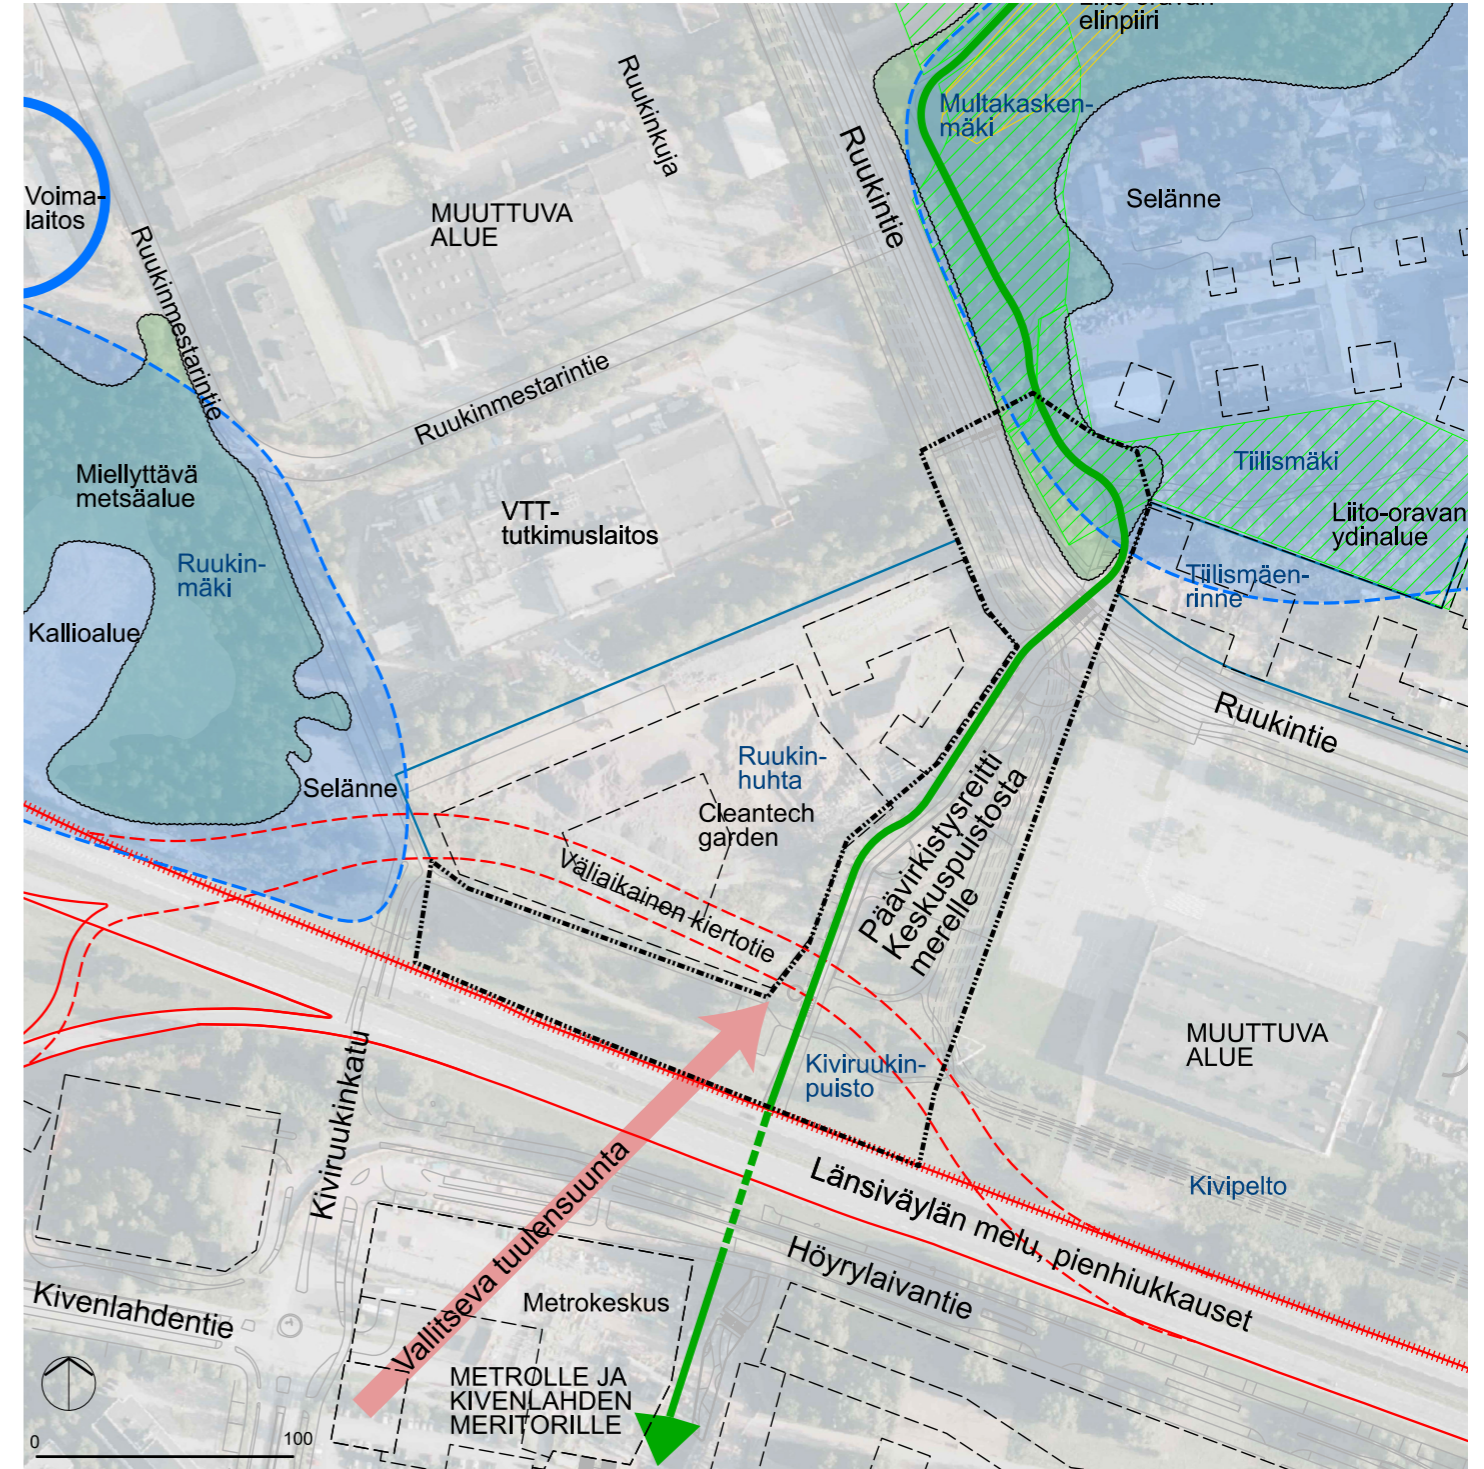 elinpiiri
Multakasken-
mäki
Ruukinkuja
Ruukintie
Voima-
laitos
MUUTTUVA
ALUE
Selänne
Ruukinmestarintie
Ruukinmestarintie
Miellyttävä
metsäalue
VTT-
tutkimuslaitos
Tiilismäki
Liito-oravan
ydinalue
Ruukin-
mäki
Tiilismäen-
rinne
Kallioalue
Ruukintie
Ruukin-
huhta
Selänne
Cleantech
garden
Väliaikainen kiertotie
Päävirkistysreitti
Keskuspuistosta
merelle
MUUTTUVA
ALUE
Kiviruukin-
puisto
Kiviruukinkatu
Kivipelto
Vallitseva tuulensuunta
Länsiväylän melu, pienhiukkauset
Höyrylaivantie
Kivenlahdentie
Metrokeskus
METROLLE JA
KIVENLAHDEN
MERITORILLE
0
100